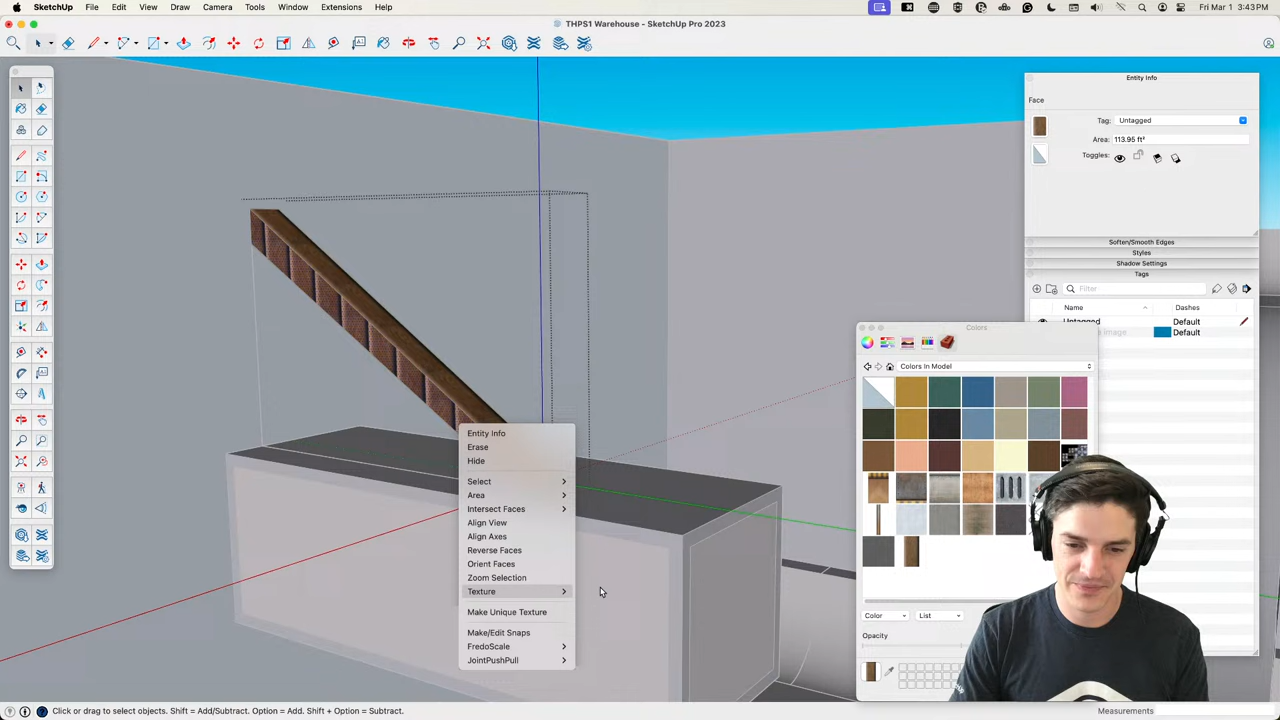 File Edit View Draw Camera Tools Window Extensions Help
Fri Mar 1 3:43PM
THPS1 Warehouse - SketchUp Pro 2023
Entity Info
Face
Tag: Untagged
Area: 113.95 ft²
Toggles:
Soften/Smooth Edges
Styles
Shadow Settings
Tags
Filter
Name Dashes
Untagged Default
Default
Colors
Colors In Model
Color List
Opacity
Entity Info
Erase
Hide
Select
Area
Intersect Faces
Align View
Align Axes
Reverse Faces
Orient Faces
Zoom Selection
Texture
Make Unique Texture
Make/Edit Snaps
FredoScale
JointPushPull
Click or drag to select objects. Shift = Add/Subtract. Option = Add. Shift + Option = Subtract.
Measurements